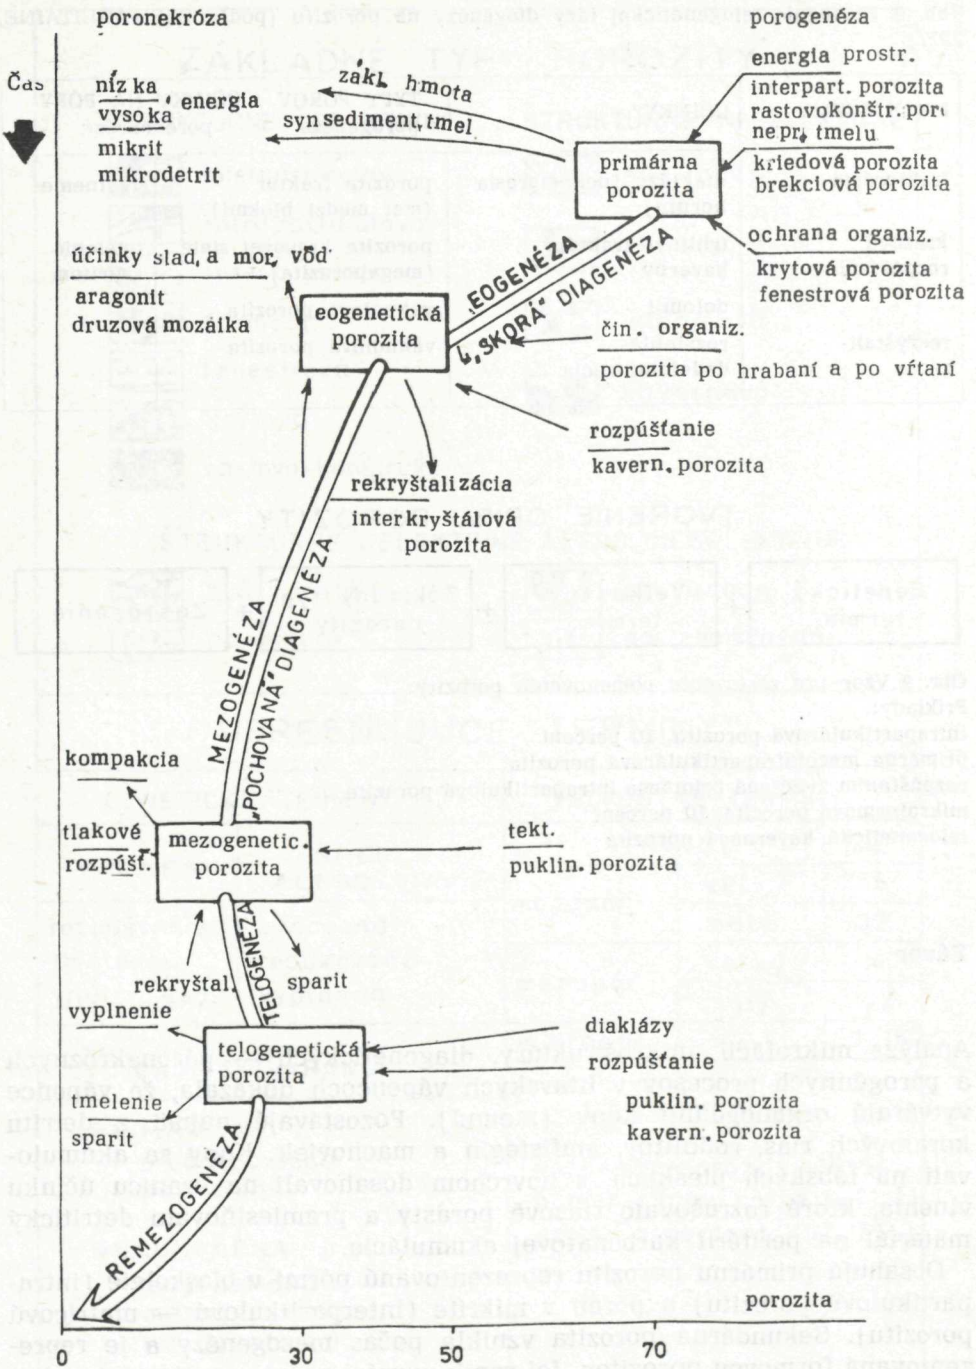 poronekróza
porogenéza
Čas
nízka
vysoka energia
mikrit
mikrodetrit
zákl. hmota
synsediment. tmel
primárna
porozita
energia prostr.
interpart. porozita
rastovokonštr. por.
nepr. tmelu
kriedová porozita
brekciová porozita
ochrana organiz.
krytová porozita
fenestrová porozita
účinky slad. a mor. vôd
aragonit
druzová mozaika
eogenetická
porozita
„EOGENÉZA
„SKORÁ" DIAGENÉZA
čin. organiz.
porozita po hrabaní a po vŕtaní
rozpúšťanie
kavern. porozita
rekryštalizácia
interkryštálová
porozita
MEZOGENÉZA
„POCHOVANÁ" DIAGENÉZA
kompakcia
tlakové
rozpúšť.
mezogenetic.
porozita
tekt.
puklin. porozita
TELOGENÉZA
rekryštal.
sparit
vyplnenie
telogenetická
porozita
diaklázy
rozpúšťanie
puklin. porozita
kavern. porozita
tmelenie
sparit
REMEZOGENÉZA
porozita
0 30 70